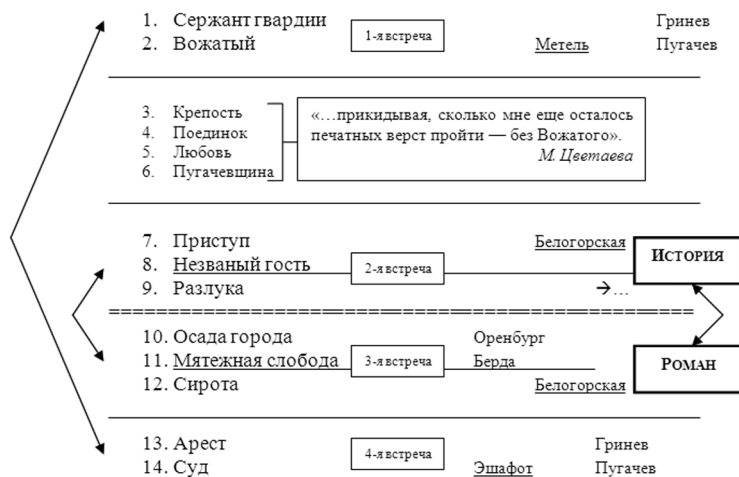 1. Сержант гвардии Гринев
2. Вожатый 1-я встреча Метель Пугачев
3. Крепость
4. Поединок
5. Любовь
6. Пугачевщина
«…прикидывая, сколько мне еще осталось
печатных верст пройти — без Вожатого».
М. Цветаева
7. Приступ Белогорская
8. Незваный гость 2-я встреча
9. Разлука →…
ИСТОРИЯ
10. Осада города Оренбург
11. Мятежная слобода 3-я встреча Берда
12. Сирота Белогорская
РОМАН
13. Арест Гринев
14. Суд 4-я встреча Эшафот Пугачев